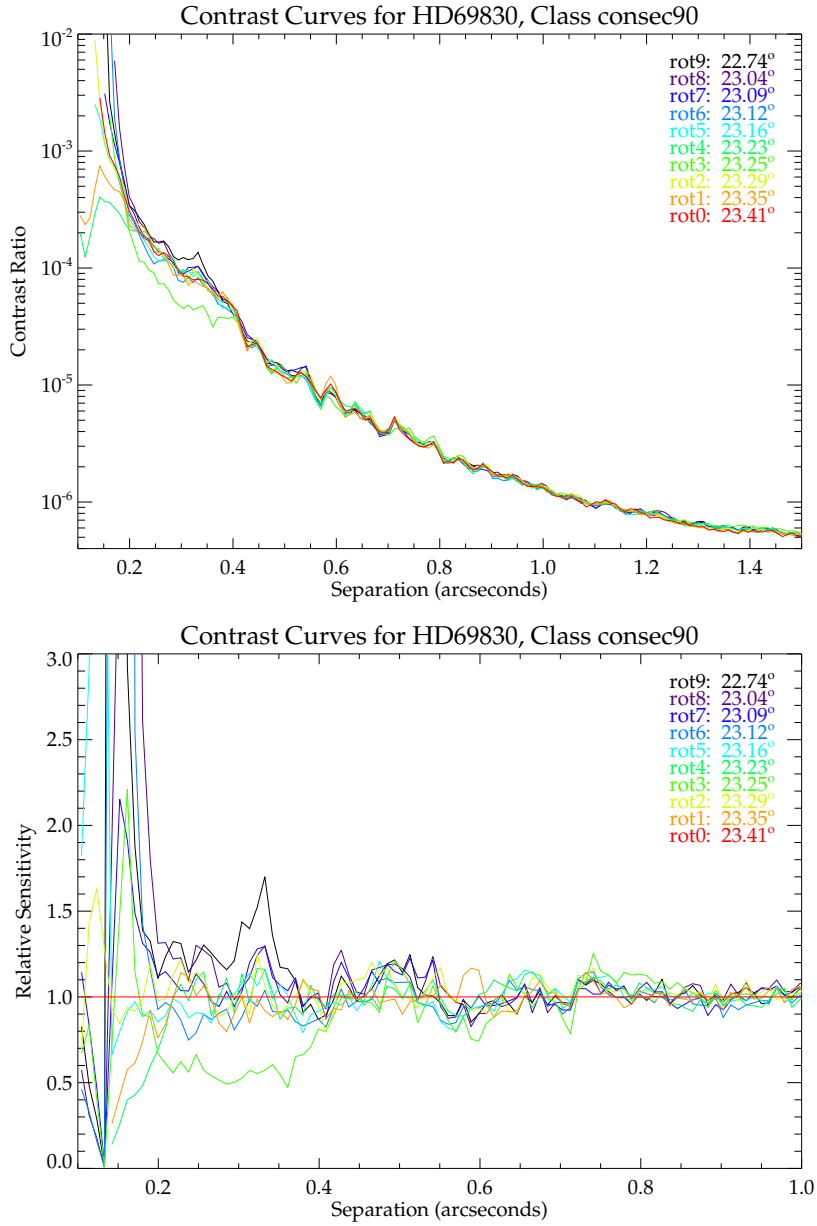 Contrast Curves for HD69830, Class consec90
10⁻²
10⁻³
10⁻⁴
10⁻⁵
10⁻⁶
Contrast Ratio
rot9: 22.74°
rot8: 23.04°
rot7: 23.09°
rot6: 23.12°
rot5: 23.16°
rot4: 23.23°
rot3: 23.25°
rot2: 23.29°
rot1: 23.35°
rot0: 23.41°
0.2 0.4 0.6 0.8 1.0 1.2 1.4
Separation (arcseconds)
Contrast Curves for HD69830, Class consec90
3.0
2.5
2.0
1.5
1.0
0.5
0.0
Relative Sensitivity
rot9: 22.74°
rot8: 23.04°
rot7: 23.09°
rot6: 23.12°
rot5: 23.16°
rot4: 23.23°
rot3: 23.25°
rot2: 23.29°
rot1: 23.35°
rot0: 23.41°
0.2 0.4 0.6 0.8 1.0
Separation (arcseconds)